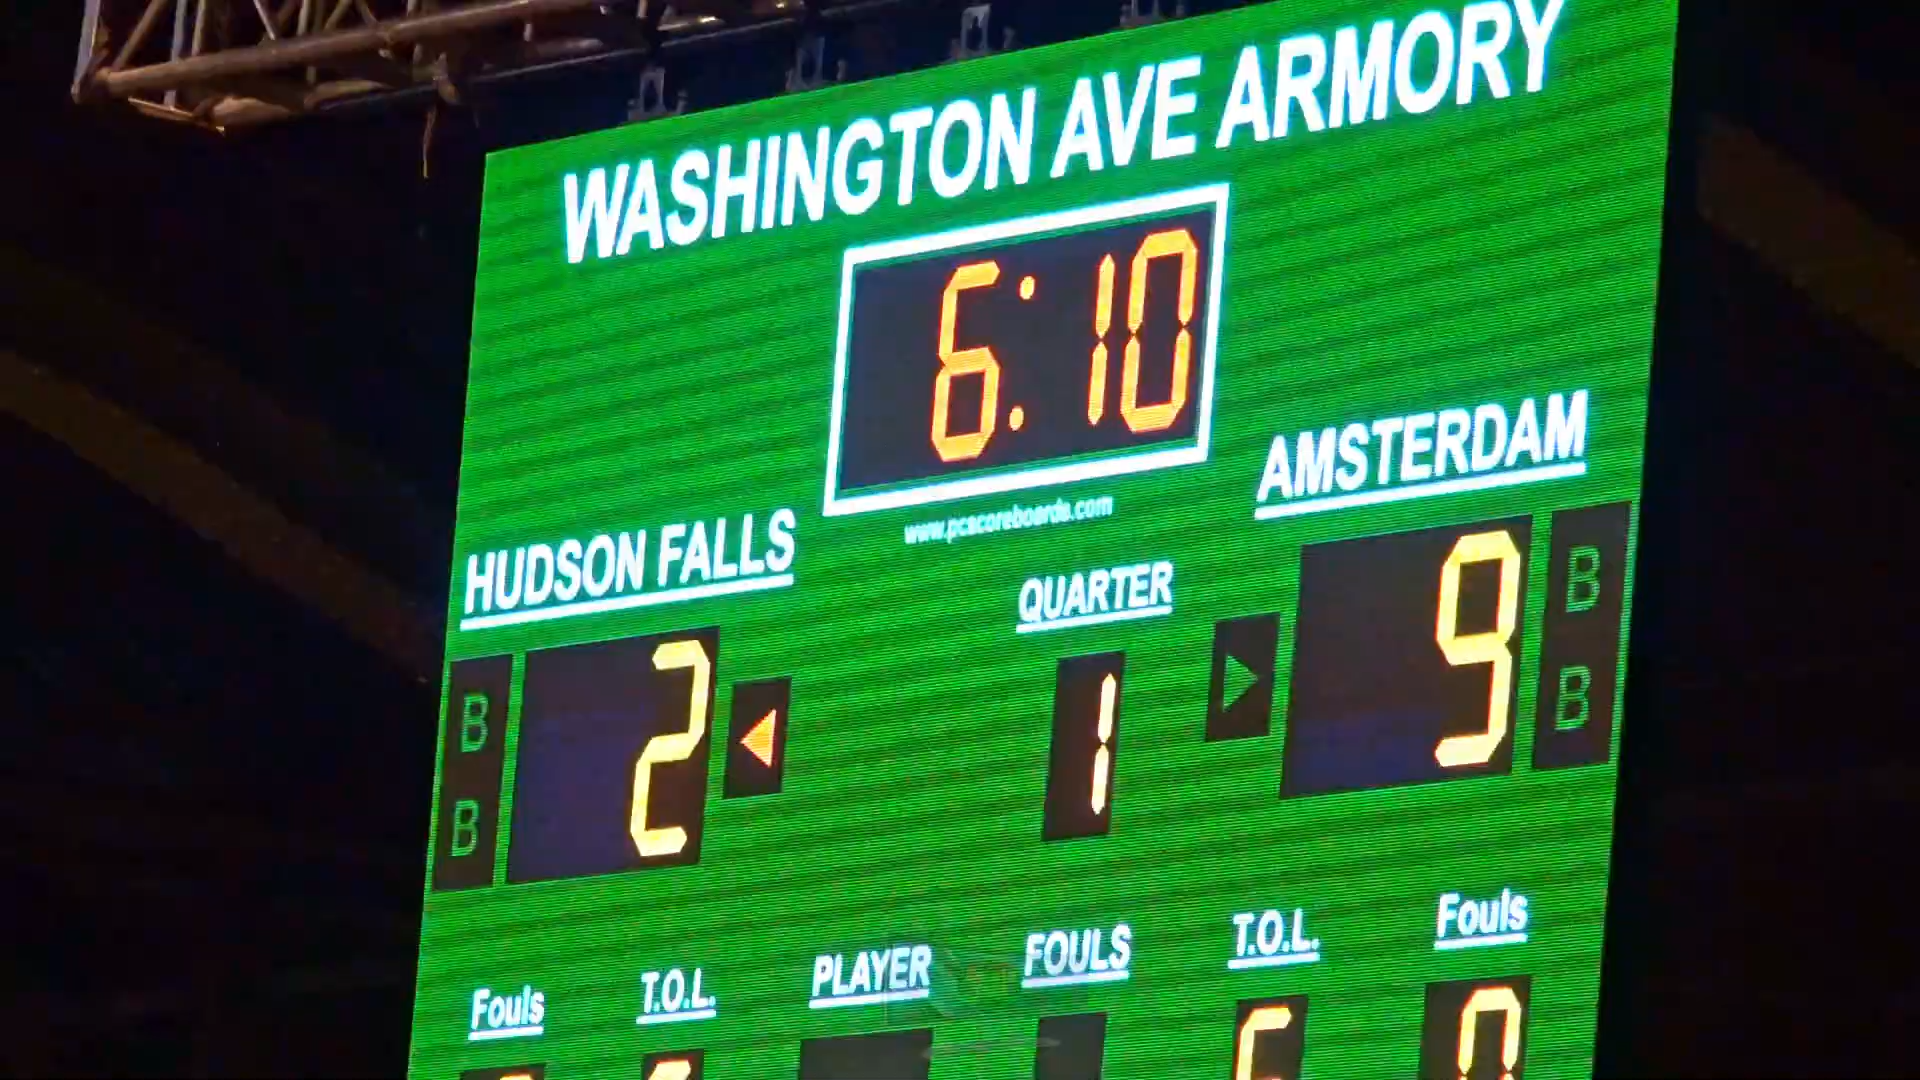 WASHINGTON AVE ARMORY
6:10
AMSTERDAM
www.pcscoreboards.com
HUDSON FALLS
QUARTER
2
1
9
B
B
B
B
Fouls
T.O.L.
PLAYER
FOULS
T.O.L.
Fouls